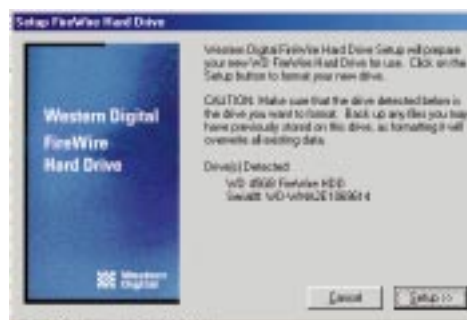 Setup FireWire Hard Drive
Western Digital
FireWire
Hard Drive
Western Digital FireWire Hard Drive Setup will prepare
your new WD FireWire Hard Drive for use. Click on the
Setup button to format your new drive.
CAUTION: Make sure that the drive detected below is
the drive you want to format. Back up any files you may
have previously stored on this drive, as formatting it will
overwrite all existing data.
Drive(s) Detected
WD FireWire HDD
Serial#:
Western
Digital
Cancel
Setup >>